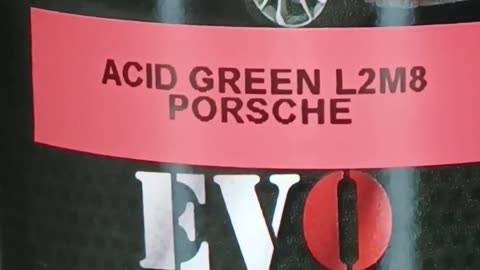 ACID GREEN L2M8
PORSCHE
EVO